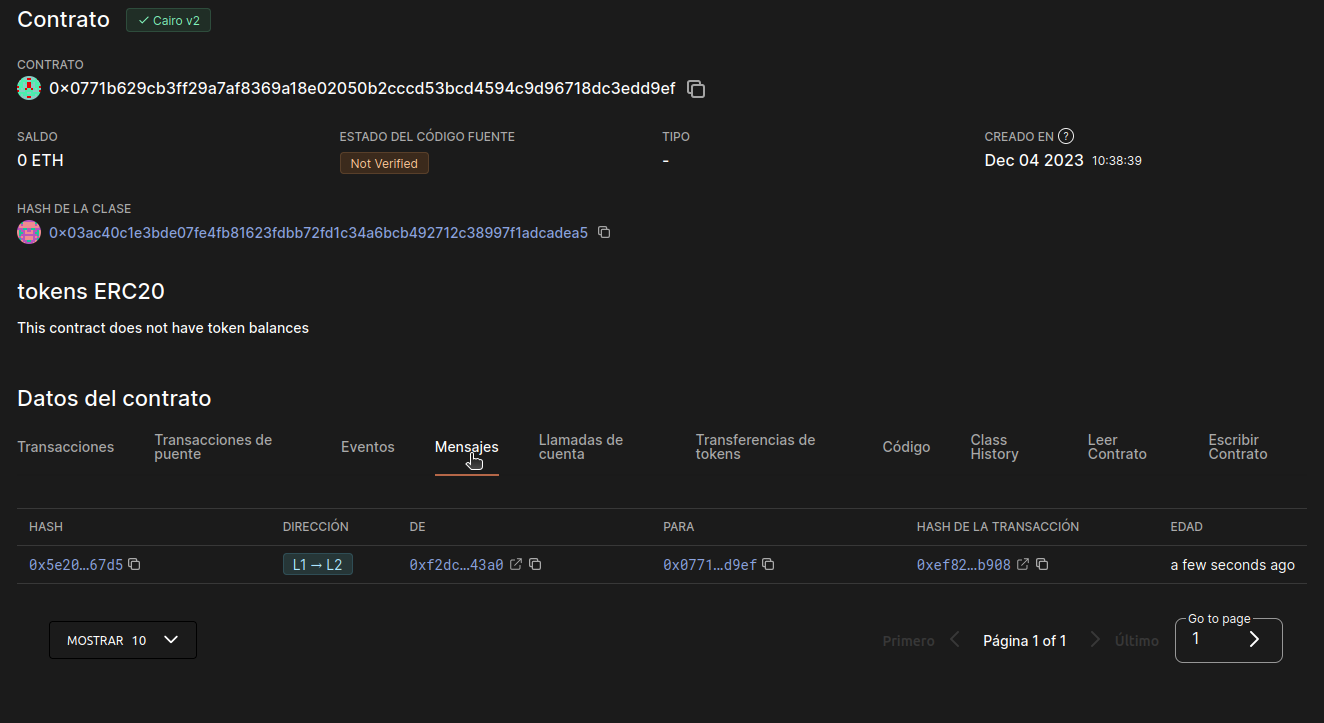 Contrato ✓ Cairo v2
CONTRATO
0x0771b629cb3ff29a7af8369a18e02050b2cccd53bcd4594c9d96718dc3edd9ef
SALDO ESTADO DEL CÓDIGO FUENTE TIPO CREADO EN ?
0 ETH Not Verified - Dec 04 2023 10:38:39
HASH DE LA CLASE
0x03ac40c1e3bde07fe4fb81623fdbb72fd1c34a6bcb492712c38997f1adcadea5
tokens ERC20
This contract does not have token balances
Datos del contrato
Transacciones Transacciones de puente Eventos Mensajes Llamadas de cuenta Transferencias de tokens Código Class History Leer Contrato Escribir Contrato
HASH DIRECCIÓN DE PARA HASH DE LA TRANSACCIÓN EDAD
0x5e20…67d5 L1→L2 0xf2dc…43a0 0x0771…d9ef 0xef82…b908 a few seconds ago
MOSTRAR 10 Primero Página 1 of 1 Último Go to page 1